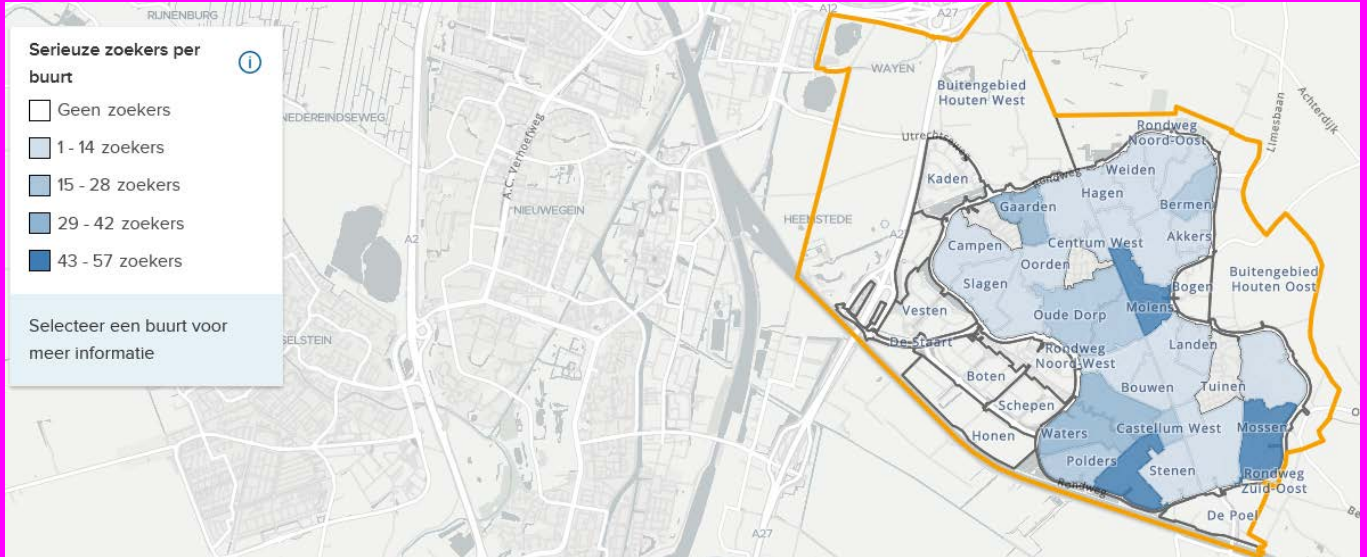 Serieuze zoekers per
buurt
Geen zoekers
1 - 14 zoekers
15 - 28 zoekers
29 - 42 zoekers
43 - 57 zoekers
Selecteer een buurt voor
meer informatie
RIJNENBURG
NEDEREINDSEWEG
A.C. Verhoefweg
NIEUWEGEIN
A2
SELSTEIN
A12
A27
WAYEN
Buitengebied
Houten West
Utrechtseweg
Kaden
HEEMSTEDE
Rondweg
Rondweg
Noord-Oost
Limesbaan
Achterdijk
Weiden
Hagen
Gaarden
Bermen
Campen
Centrum West
Akkers
Oorden
Slagen
Bogen
Buitengebied
Houten Oost
Vesten
Oude Dorp
Molens
De Staart
Rondweg
Noord-West
Landen
Boten
Bouwen
Tuinen
Schepen
Honen
Waters
Castellum West
Mossen
Polders
Stenen
Rondweg
Zuid-Oost
Rondweg
De Poel
A27